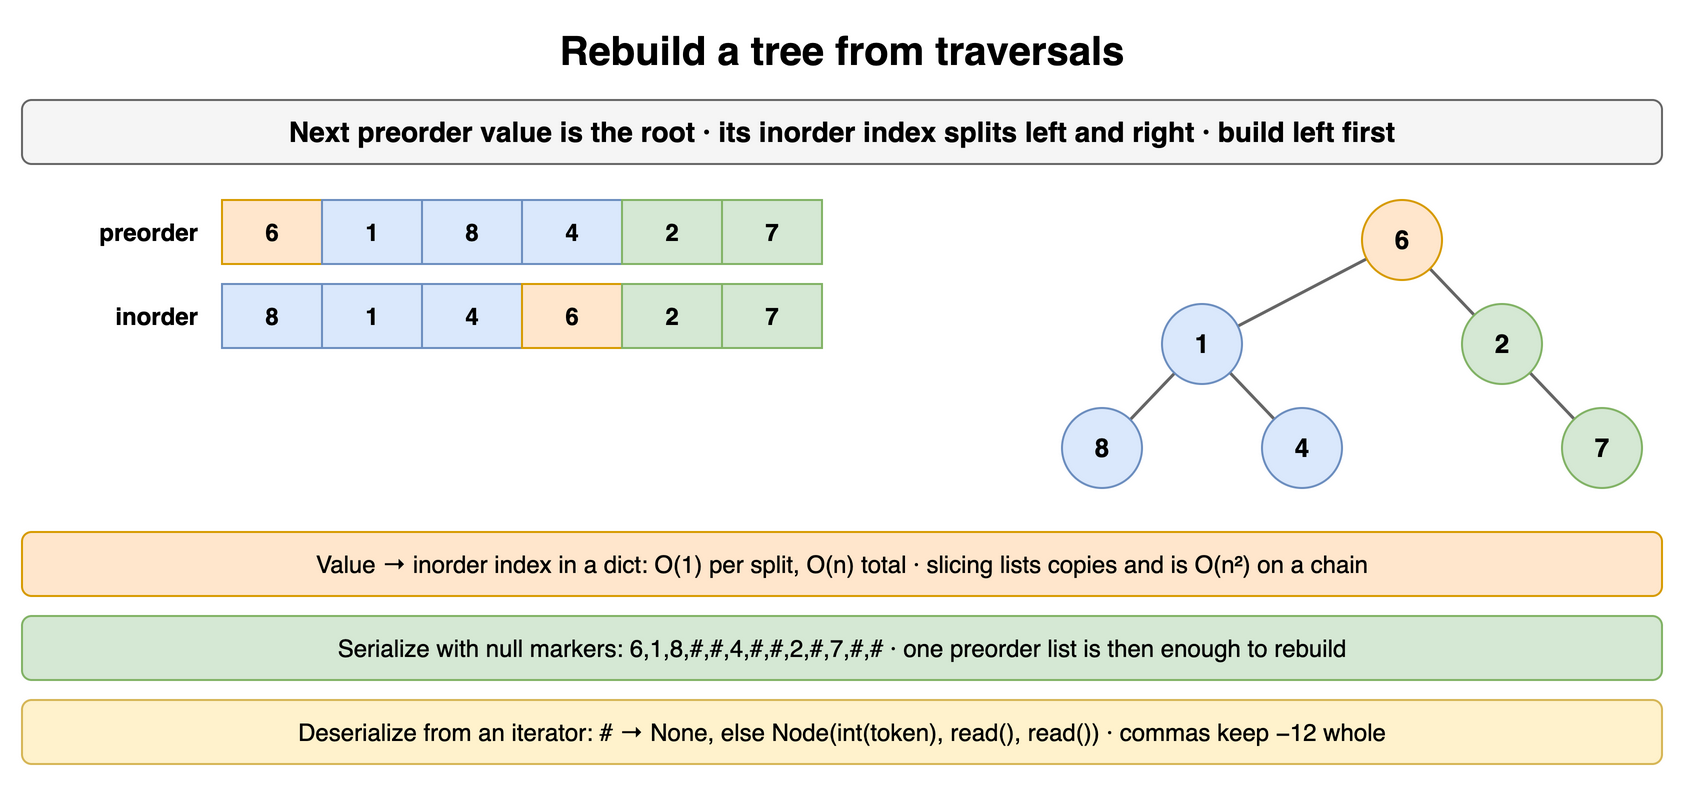 Rebuild a tree from traversals
Next preorder value is the root · its inorder index splits left and right · build left first
preorder 6 1 8 4 2 7
inorder 8 1 4 6 2 7
6
1 2
8 4 7
Value → inorder index in a dict: O(1) per split, O(n) total · slicing lists copies and is O(n²) on a chain
Serialize with null markers: 6,1,8,#,#,4,#,#,2,#,7,#,# · one preorder list is then enough to rebuild
Deserialize from an iterator: # → None, else Node(int(token), read(), read()) · commas keep −12 whole